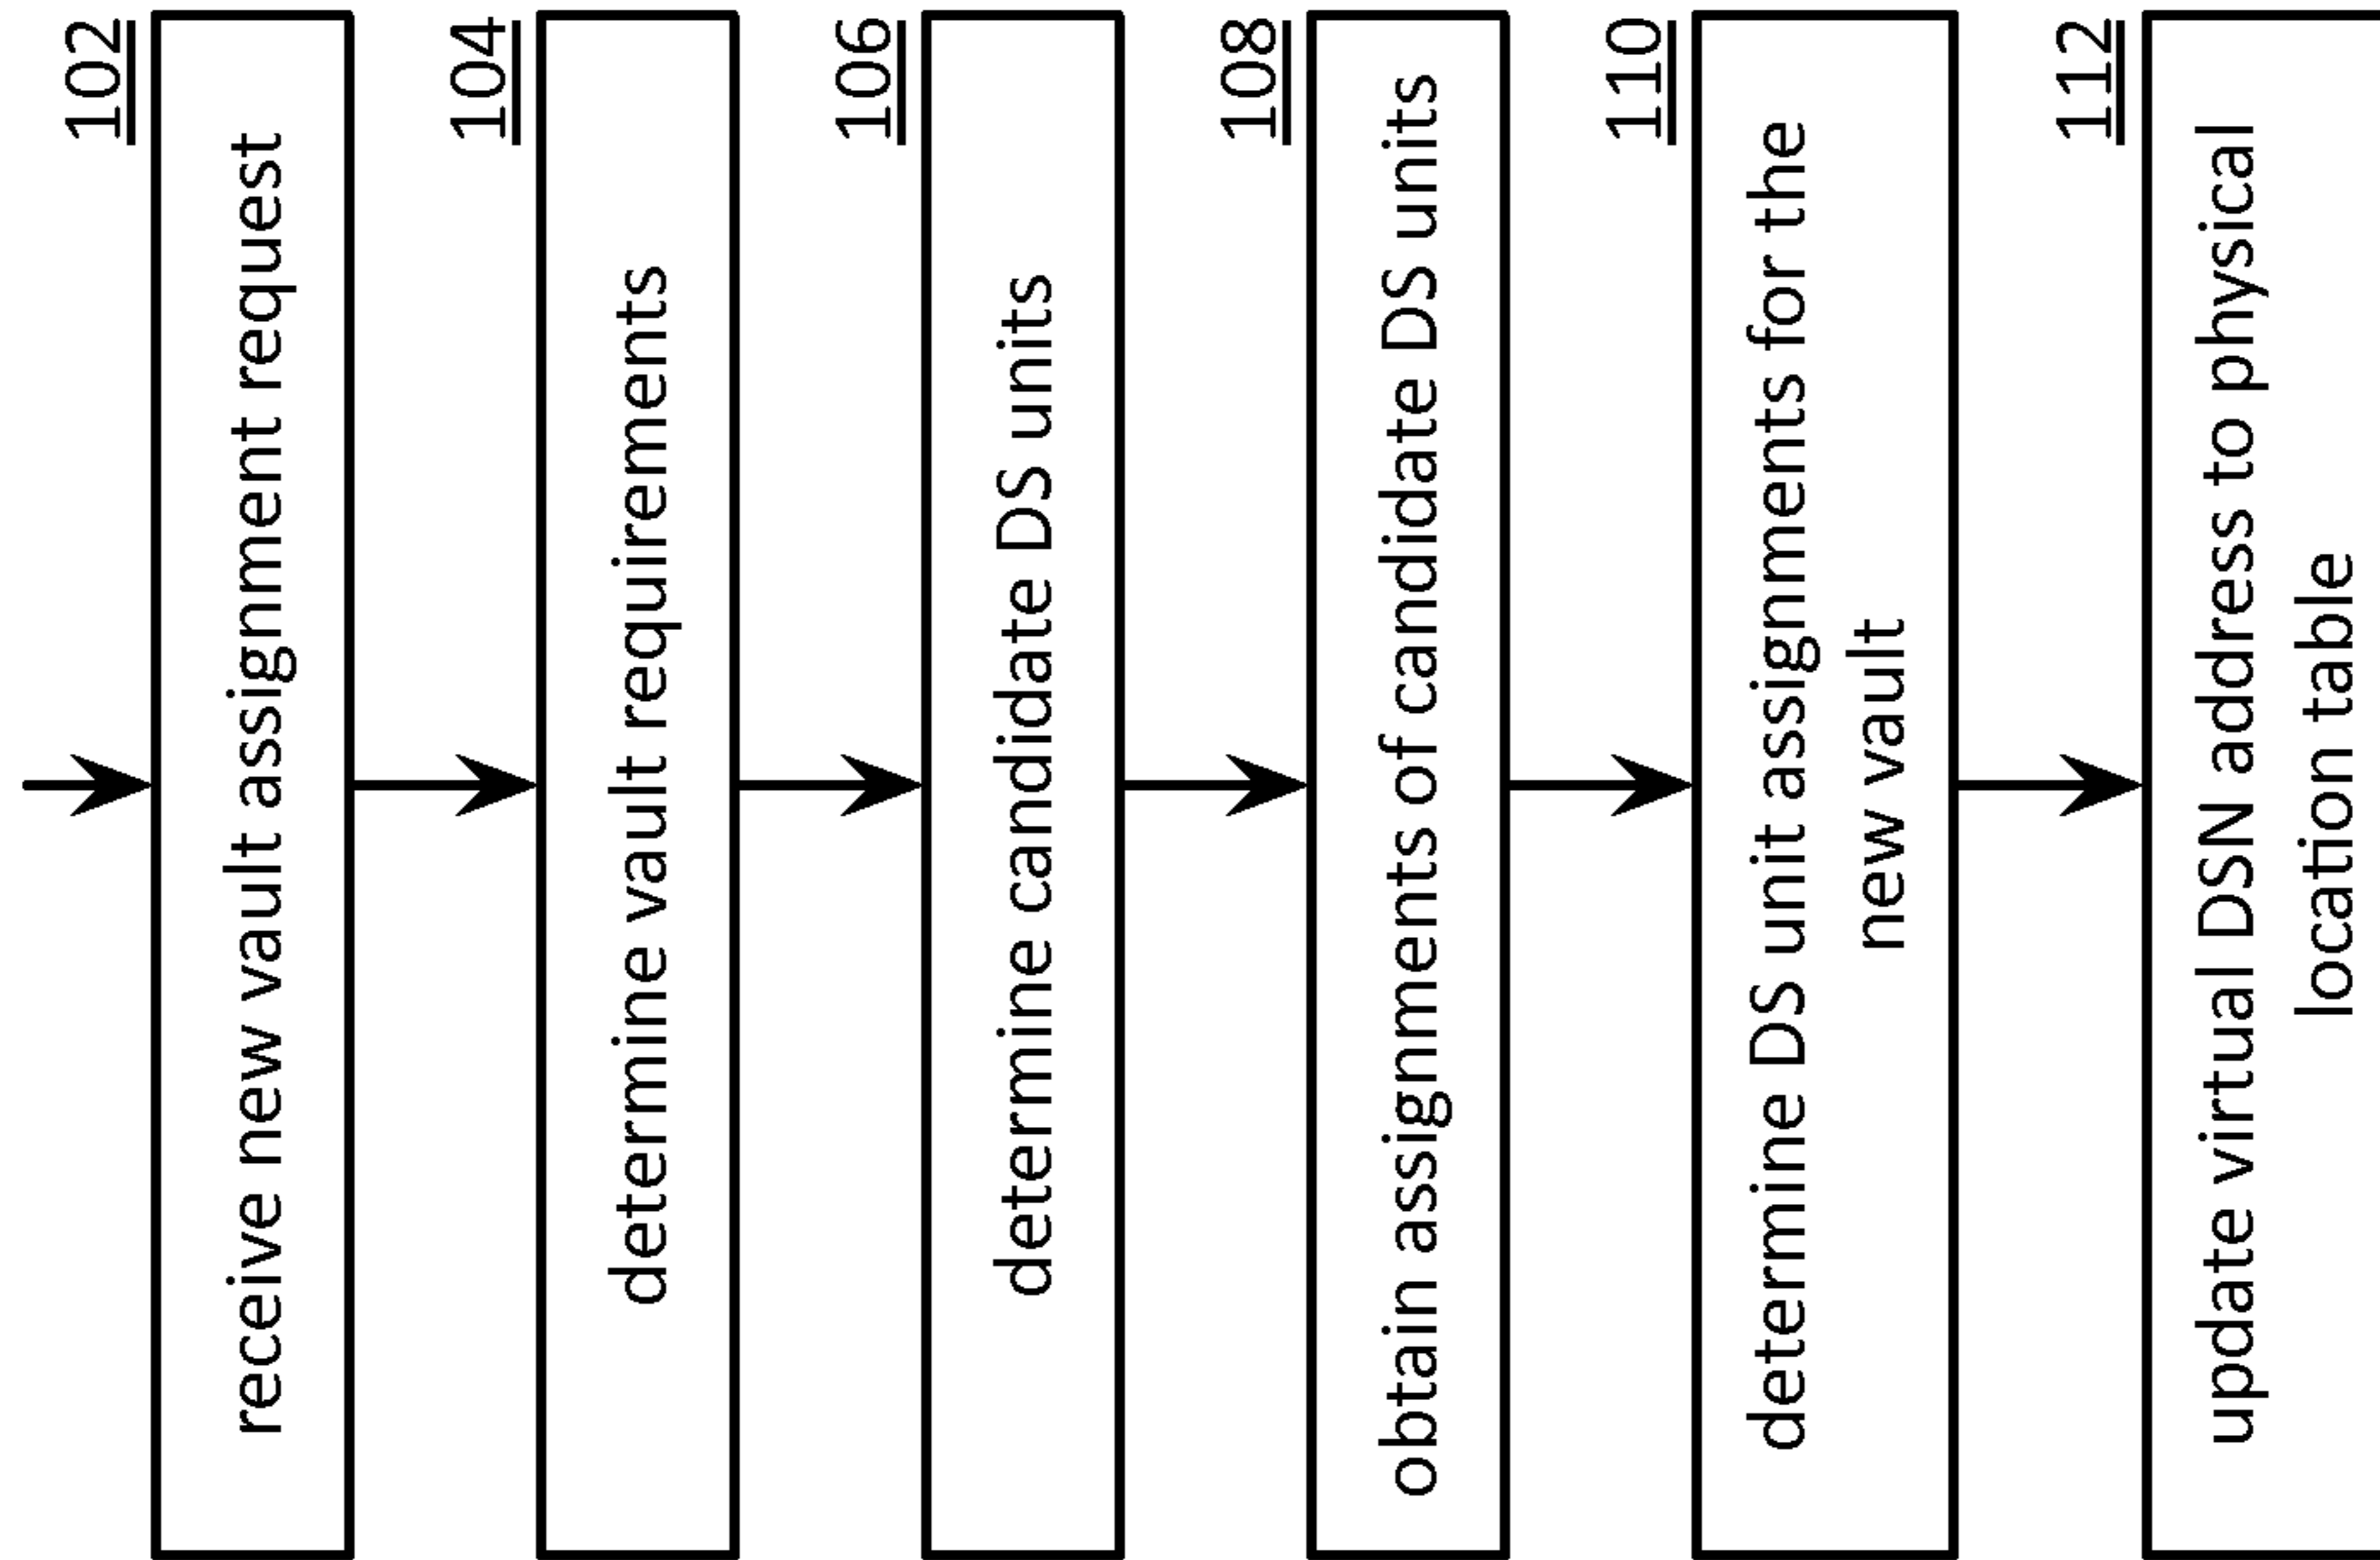 102
receive new vault assignment request
104
determine vault requirements
106
determine candidate DS units
108
obtain assignments of candidate DS units
110
determine DS unit assignments for the
new vault
112
update virtual DSN address to physical
location table